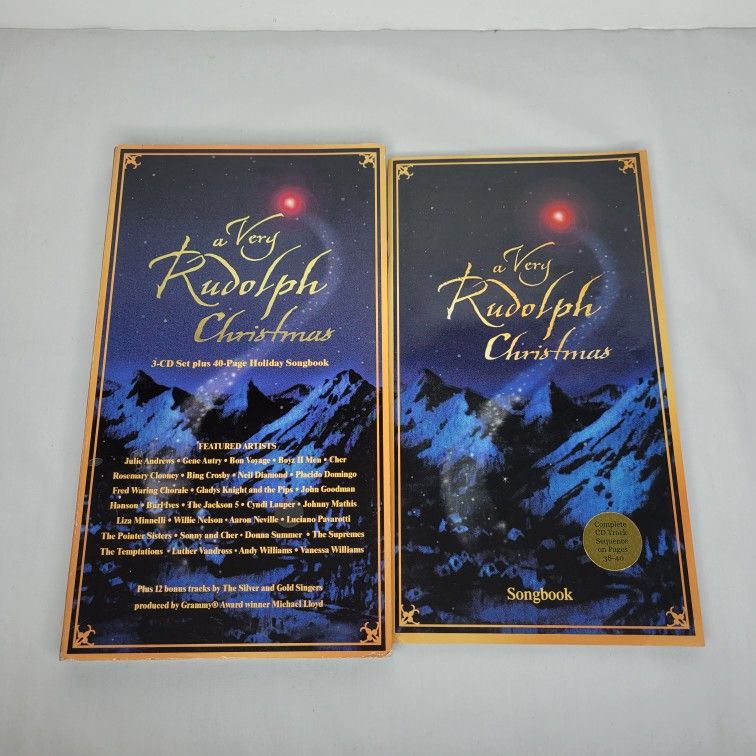 a Very
Rudolph
Christmas
3-CD Set plus 40-Page Holiday Songbook
FEATURED ARTISTS
Julie Andrews • Gene Autry • Bon Voyage • Boyz II Men • Cher
Rosemary Clooney • Bing Crosby • Neil Diamond • Placido Domingo
Fred Waring Chorale • Gladys Knight and the Pips • John Goodman
Hanson • Burl Ives • The Jackson 5 • Cyndi Lauper • Johnny Mathis
Liza Minnelli • Willie Nelson • Aaron Neville • Luciano Pavarotti
The Pointer Sisters • Sonny and Cher • Donna Summer • The Supremes
The Temptations • Luther Vandross • Andy Williams • Vanessa Williams
Plus 12 bonus tracks by The Silver and Gold Singers
produced by Grammy® Award winner Michael Lloyd
a Very
Rudolph
Christmas
Complete
CD Track
Sequence
on Pages
38-40
Songbook